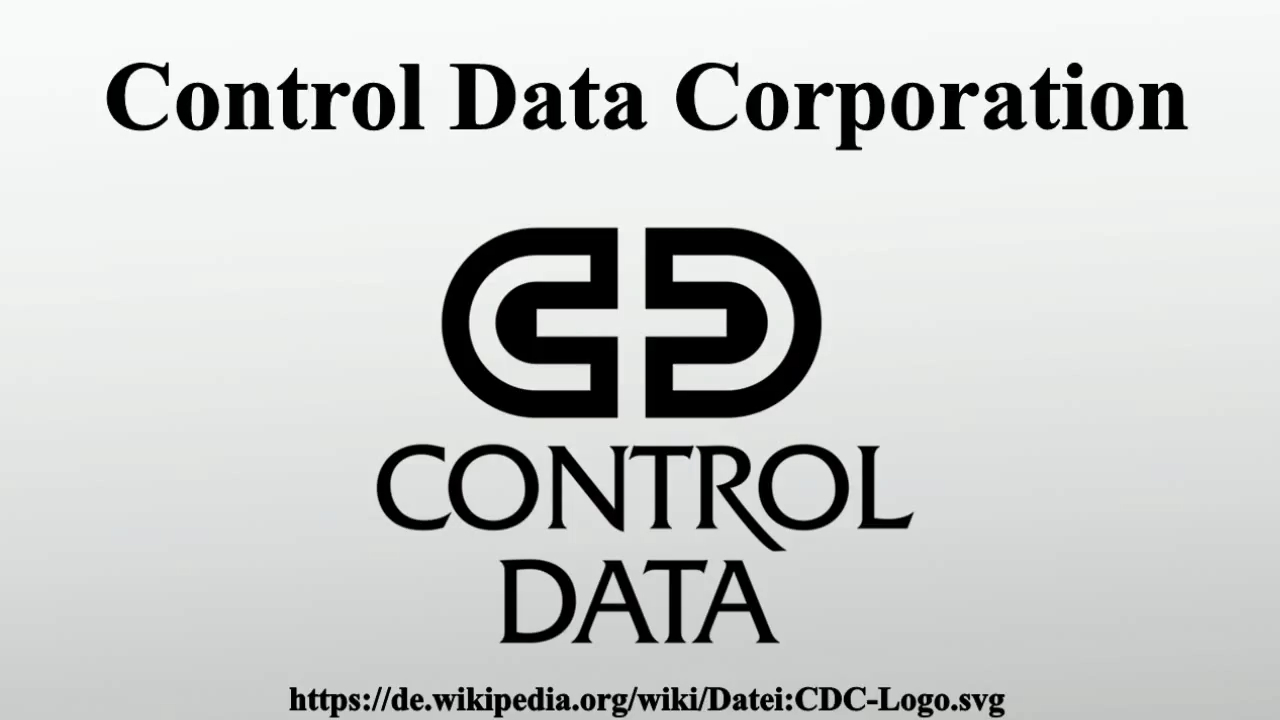 Control Data Corporation
CONTROL
DATA
https://de.wikipedia.org/wiki/Datei:CDC-Logo.svg